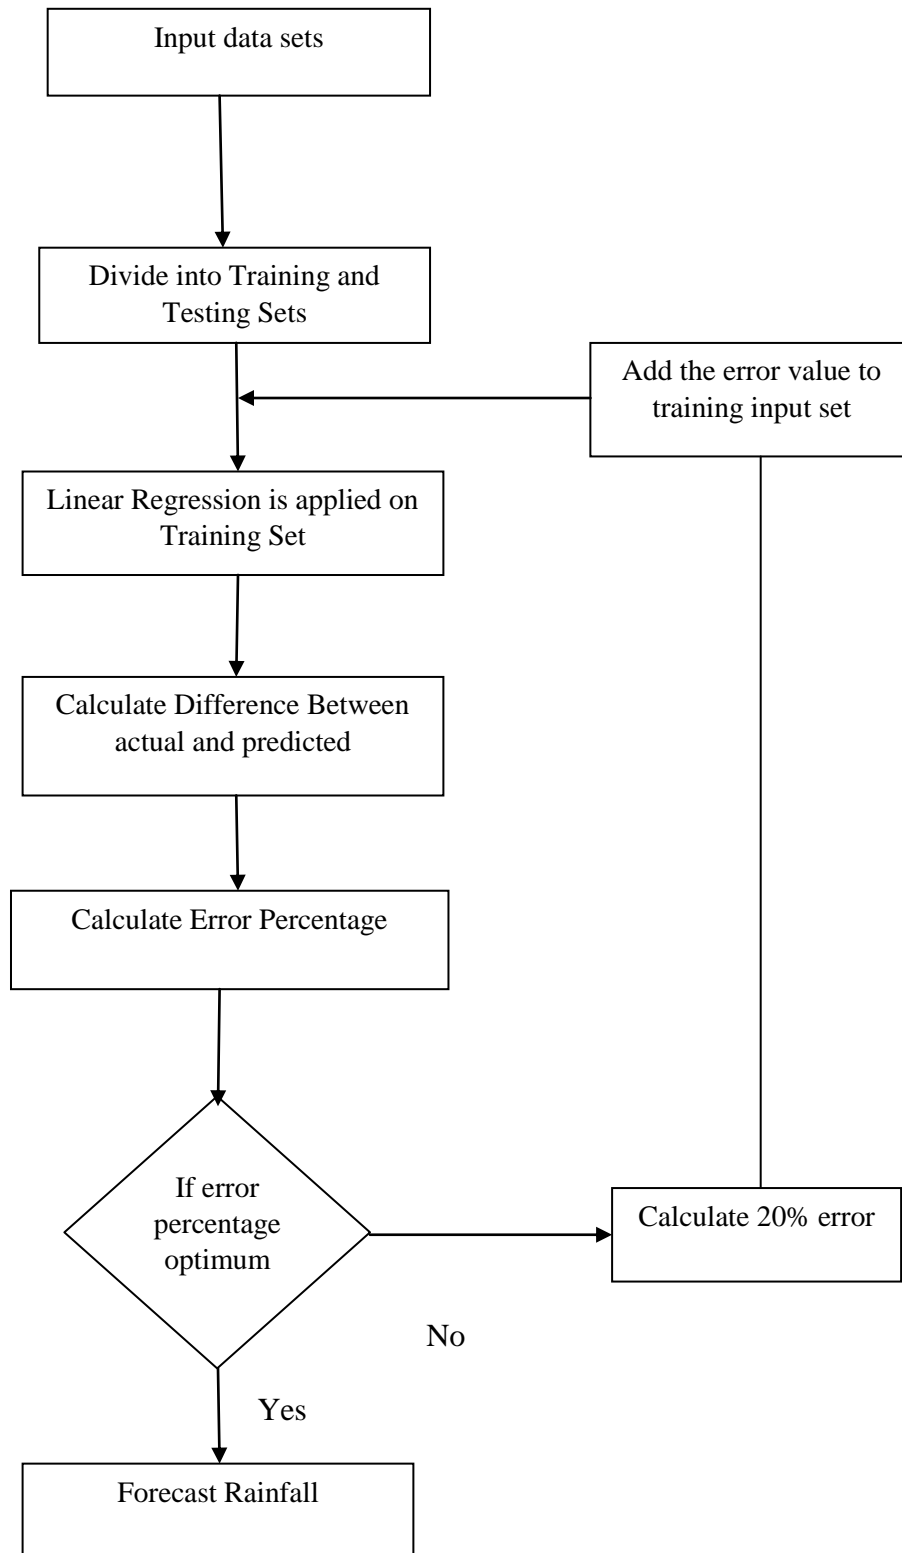 Input data sets
Divide into Training and
Testing Sets
Add the error value to
training input set
Linear Regression is applied on
Training Set
Calculate Difference Between
actual and predicted
Calculate Error Percentage
If error
percentage
optimum
Calculate 20% error
No
Yes
Forecast Rainfall